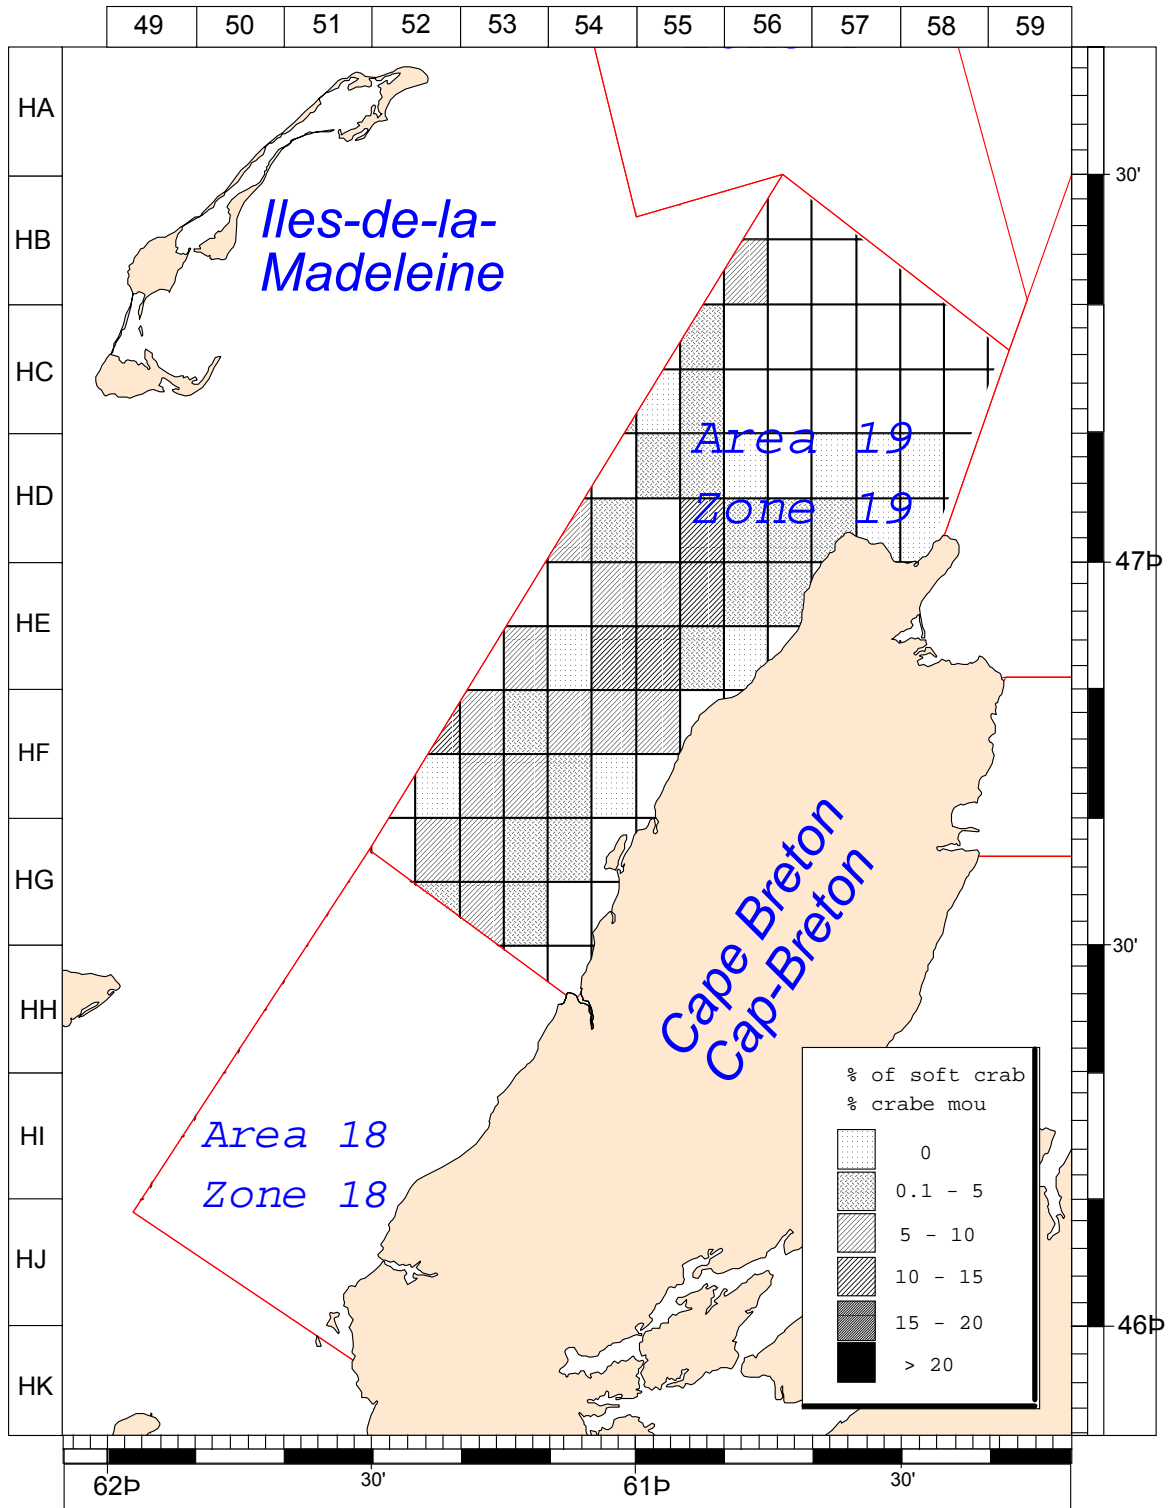 49 50 51 52 53 54 55 56 57 58 59
HA
30'
HB
Iles-de-la-
Madeleine
HC
Area 19
HD
Zone 19
47Þ
HE
HF
HG
Cape Breton
Cap-Breton
30'
HH
% of soft crab
% crabe mou
HI
Area 18
0
Zone 18
0.1 - 5
5 - 10
HJ
10 - 15
15 - 20
46Þ
> 20
HK
62Þ 30' 61Þ 30'